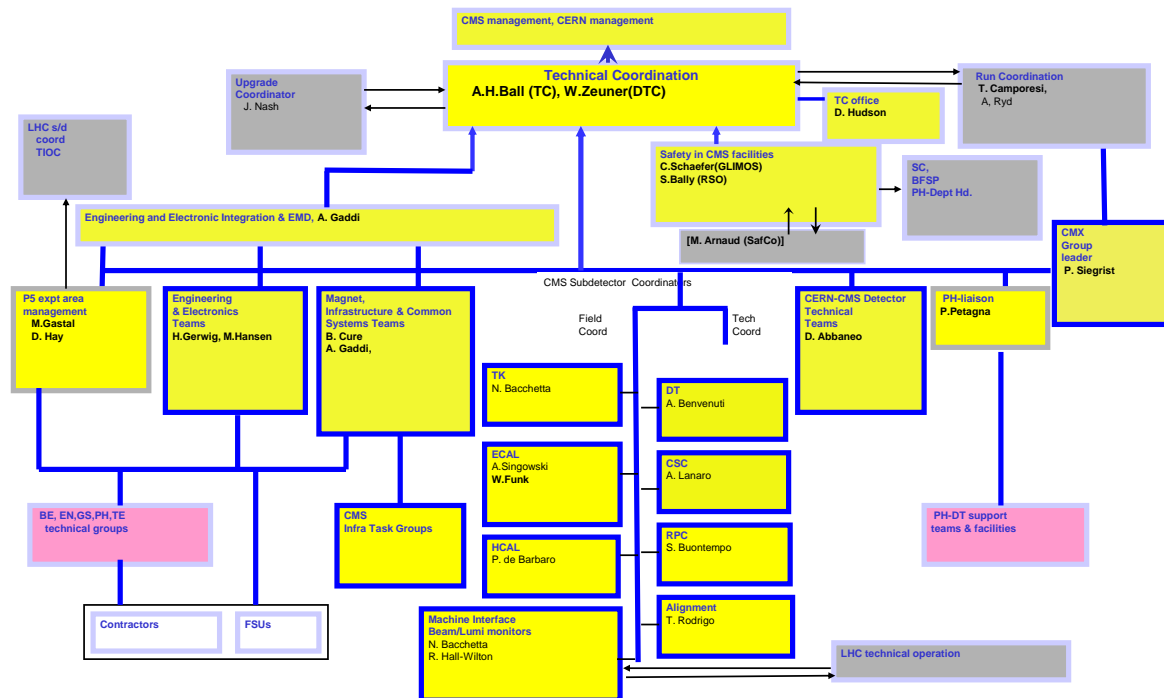 CMS management, CERN management
Technical Coordination
A.H.Ball (TC), W.Zeuner(DTC)
Upgrade
Coordinator
J. Nash
Run Coordination
T. Camporesi,
A, Ryd
TC office
D. Hudson
LHC s/d
coord
TIOC
Safety in CMS facilities
C.Schaefer(GLIMOS)
S.Bally (RSO)
SC,
BFSP
PH-Dept Hd.
Engineering and Electronic Integration & EMD, A. Gaddi
[M. Arnaud (SafCo)]
CMX
Group
leader
P. Siegrist
CMS Subdetector Coordinators
P5 expt area
management
M.Gastal
D. Hay
Engineering
& Electronics
Teams
H.Gerwig, M.Hansen
Magnet,
Infrastructure & Common
Systems Teams
B. Cure
A. Gaddi,
Field
Coord
Tech
Coord
CERN-CMS Detector
Technical
Teams
D. Abbaneo
PH-liaison
P.Petagna
TK
N. Bacchetta
DT
A. Benvenuti
ECAL
A.Singowski
W.Funk
CSC
A. Lanaro
BE, EN,GS,PH,TE
technical groups
CMS
Infra Task Groups
PH-DT support
teams & facilities
HCAL
P. de Barbaro
RPC
S. Buontempo
Contractors
FSUs
Machine Interface
Beam/Lumi monitors
N. Bacchetta
R. Hall-Wilton
Alignment
T. Rodrigo
LHC technical operation